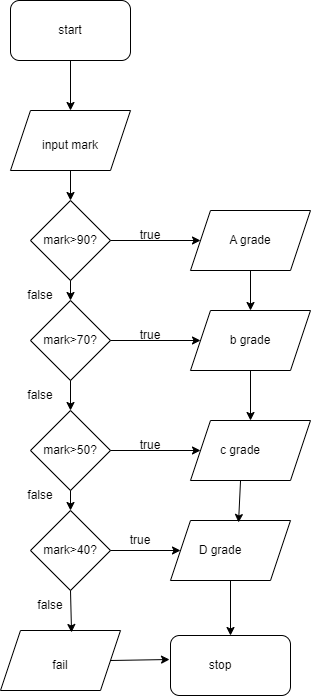 start
input mark
mark>90?
true
A grade
false
mark>70?
true
b grade
false
mark>50?
true
c grade
false
mark>40?
true
D grade
false
fail
stop